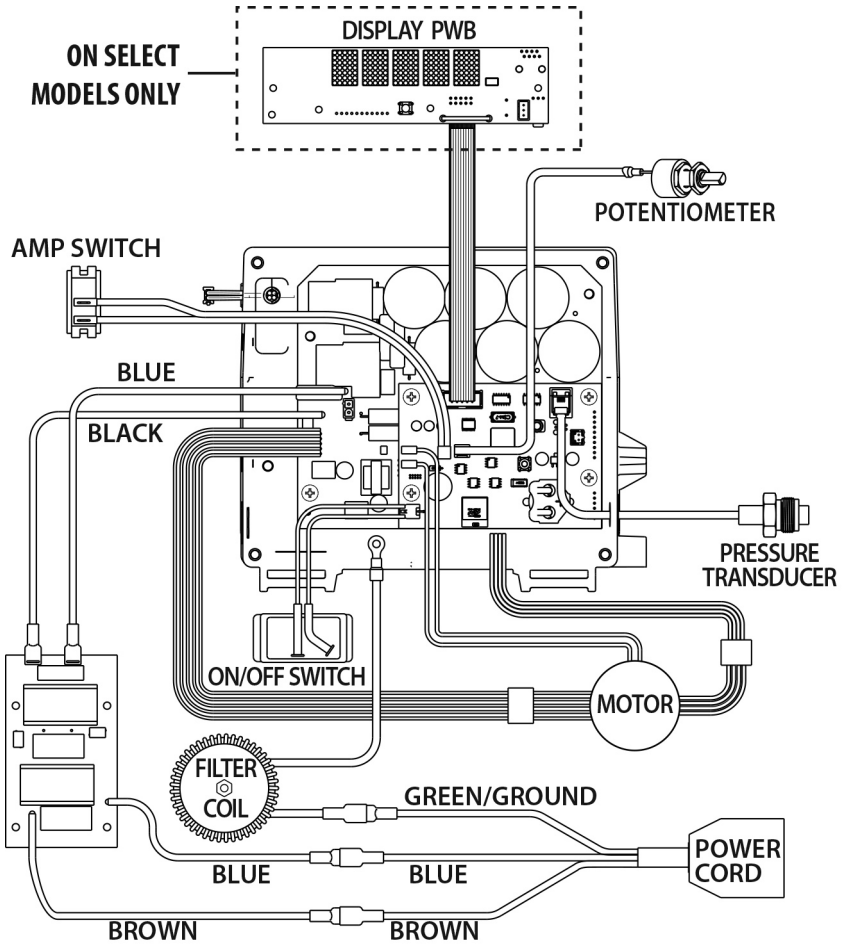 DISPLAY PWB
ON SELECT
MODELS ONLY
POTENTIOMETER
AMP SWITCH
BLUE
BLACK
PRESSURE
TRANSDUCER
ON/OFF SWITCH
MOTOR
FILTER
COIL
GREEN/GROUND
POWER
CORD
BLUE
BLUE
BROWN
BROWN